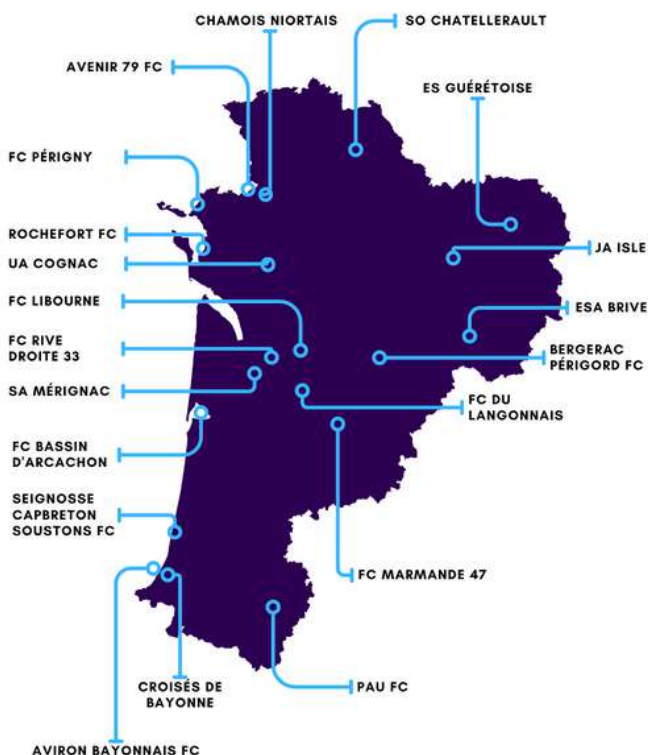 CHAMOIS NIORTAIS
SO CHATELLERAULT
AVENIR 79 FC
ES GUÉRÉTOISE
FC PÉRIGNY
ROCHEFORT FC
UA COGNAC
JA ISLE
FC LIBOURNE
ESA BRIVE
FC RIVE
DROITE 33
BERGERAC
PÉRIGORD FC
SA MÉRIGNAC
FC DU
LANGONNAIS
FC BASSIN
D'ARCACHON
SEIGNOSSE
CAPBRETON
SOUSTONS FC
FC MARMANDE 47
CROISÉS DE
BAYONNE
PAU FC
AVIRON BAYONNAIS FC